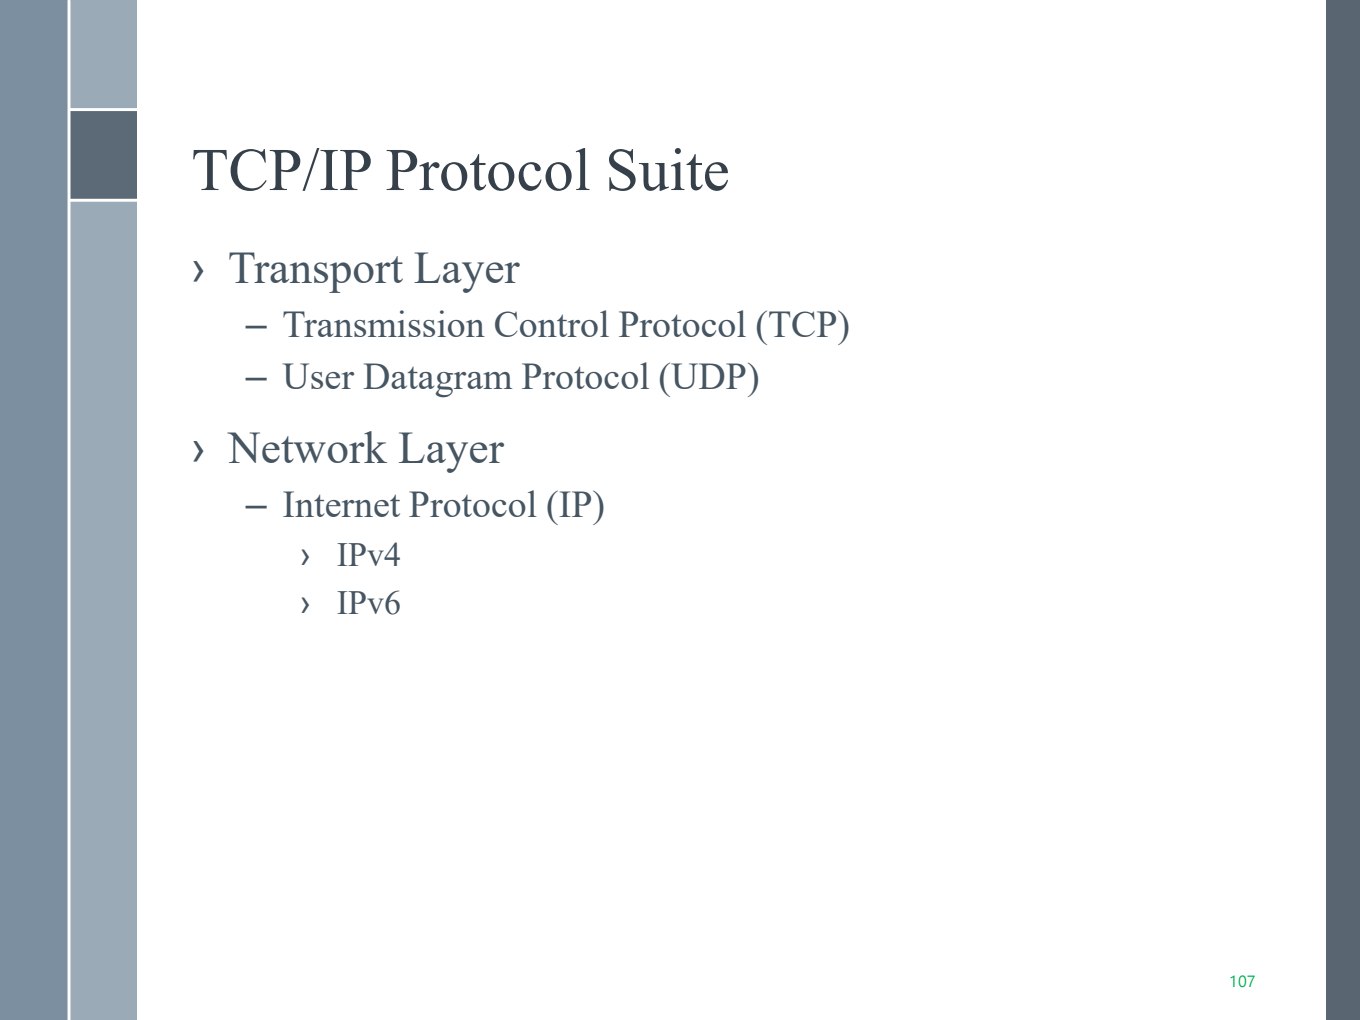 TCP/IP Protocol Suite
› Transport Layer
– Transmission Control Protocol (TCP)
– User Datagram Protocol (UDP)
› Network Layer
– Internet Protocol (IP)
› IPv4
› IPv6
107